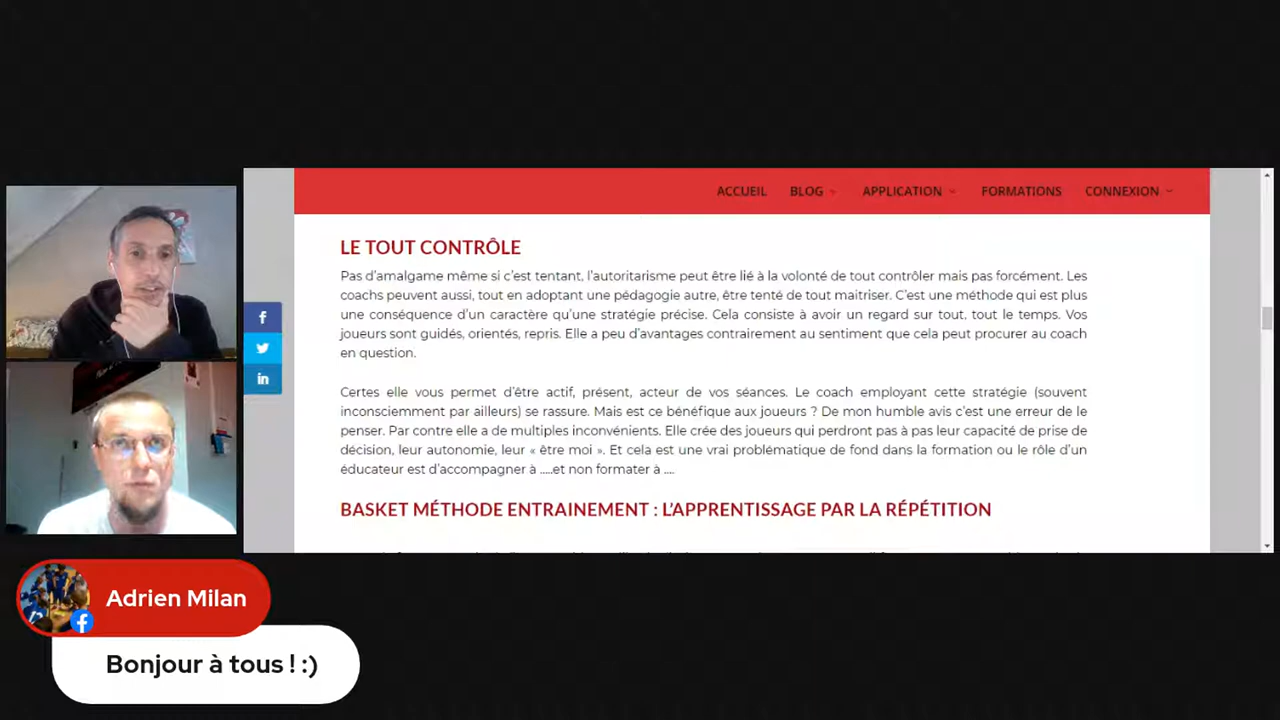 ACCUEIL BLOG APPLICATION FORMATIONS CONNEXION
LE TOUT CONTRÔLE
Pas d’amalgame même si c’est tentant, l’autoritarisme peut être lié à la volonté de tout contrôler mais pas forcément. Les
coachs peuvent aussi, tout en adoptant une pédagogie autre, être tenté de tout maitriser. C’est une méthode qui est plus
une conséquence d’un caractère qu’une stratégie précise. Cela consiste à avoir un regard sur tout, tout le temps. Vos
joueurs sont guidés, orientés, repris. Elle a peu d’avantages contrairement au sentiment que cela peut procurer au coach
en question.
Certes elle vous permet d’être actif, présent, acteur de vos séances. Le coach employant cette stratégie (souvent
inconsciemment par ailleurs) se rassure. Mais est ce bénéfique aux joueurs ? De mon humble avis c’est une erreur de le
penser. Par contre elle a de multiples inconvénients. Elle crée des joueurs qui perdront pas à pas leur capacité de prise de
décision, leur autonomie, leur « être moi ». Et cela est une vrai problématique de fond dans la formation ou le rôle d’un
éducateur est d’accompagner à …..et non formater à ….
BASKET MÉTHODE ENTRAINEMENT : L’APPRENTISSAGE PAR LA RÉPÉTITION
Adrien Milan
Bonjour à tous ! :)